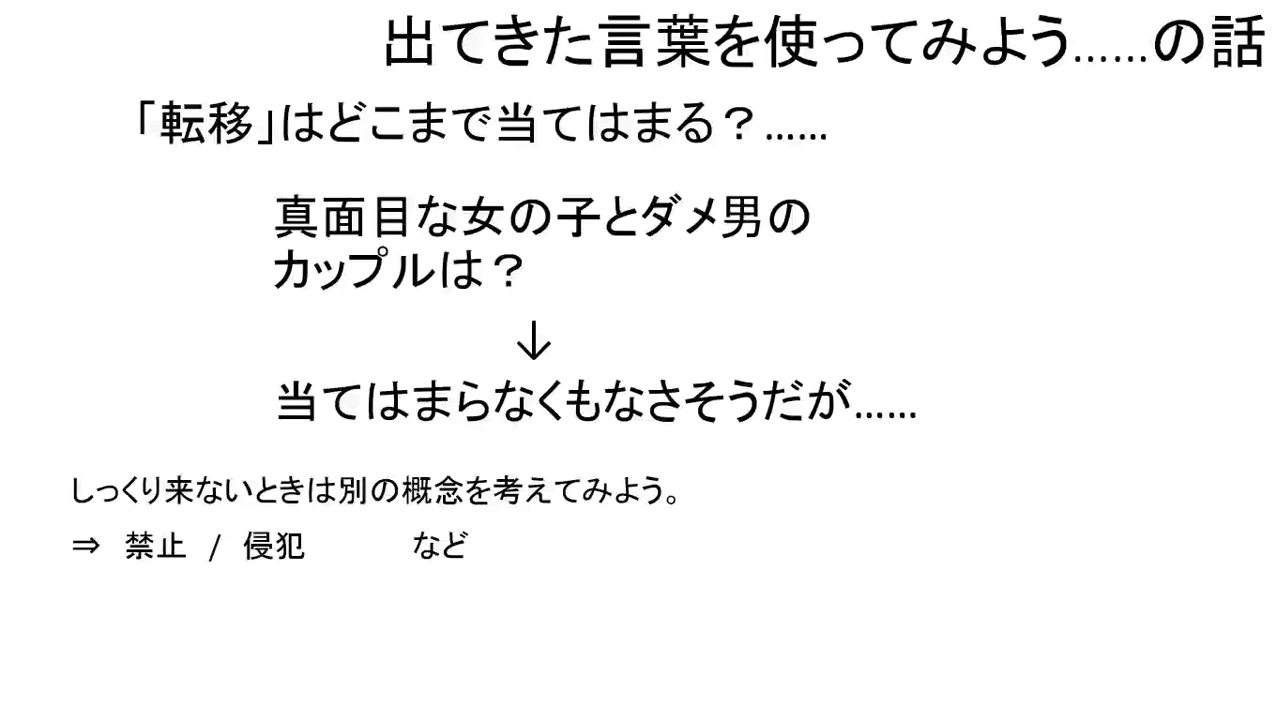 出てきた言葉を使ってみよう……の話
「転移」はどこまで当てはまる？……
真面目な女の子とダメ男の
カップルは？
↓
当てはまらなくもなさそうだが……
しっくり来ないときは別の概念を考えてみよう。
⇒ 禁止 / 侵犯 など